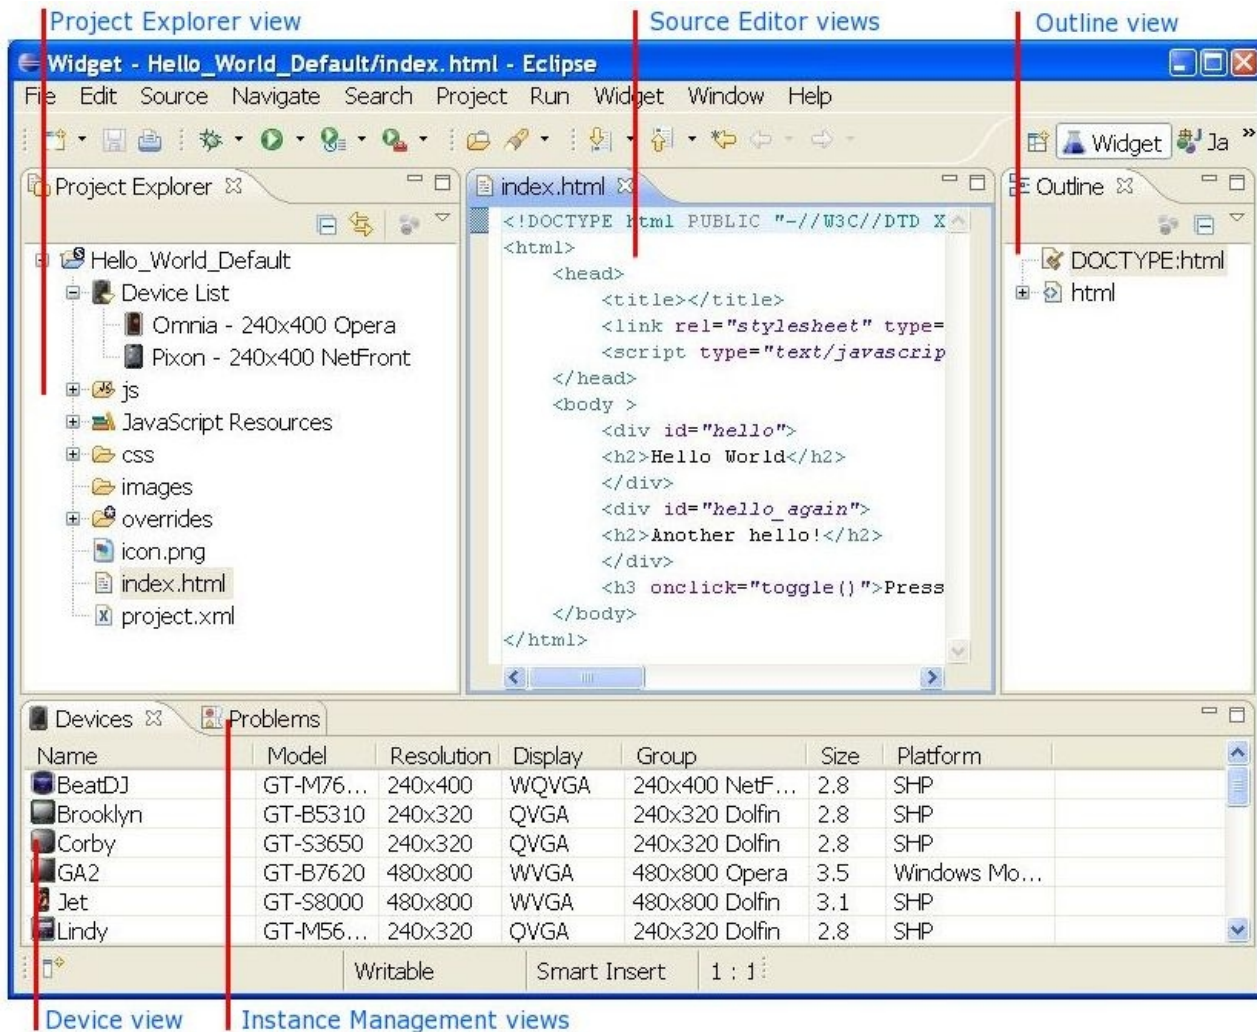 Project Explorer view
Source Editor views
Outline view
Widget - Hello_World_Default/index.html - Eclipse
File Edit Source Navigate Search Project Run Widget Window Help
Widget Ja »
Project Explorer
Hello_World_Default
Device List
Omnia - 240x400 Opera
Pixon - 240x400 NetFront
js
JavaScript Resources
css
images
overrides
icon.png
index.html
project.xml
index.html
<!DOCTYPE html PUBLIC "-//W3C//DTD X
<html>
<head>
<title></title>
<link rel="stylesheet" type=
<script type="text/javascrip
</head>
<body >
<div id="hello">
<h2>Hello World</h2>
</div>
<div id="hello_again">
<h2>Another hello!</h2>
</div>
<h3 onclick="toggle()">Press
</body>
</html>
Outline
DOCTYPE:html
html
Devices Problems
Name Model Resolution Display Group Size Platform
BeatDJ GT-M76... 240x400 WQVGA 240x400 NetF... 2.8 SHP
Brooklyn GT-B5310 240x320 QVGA 240x320 Dolfin 2.8 SHP
Corby GT-S3650 240x320 QVGA 240x320 Dolfin 2.8 SHP
GA2 GT-B7620 480x800 WVGA 480x800 Opera 3.5 Windows Mo...
Jet GT-S8000 480x800 WVGA 480x800 Dolfin 3.1 SHP
Lindy GT-M56... 240x320 QVGA 240x320 Dolfin 2.8 SHP
Writable Smart Insert 1 : 1
Device view
Instance Management views